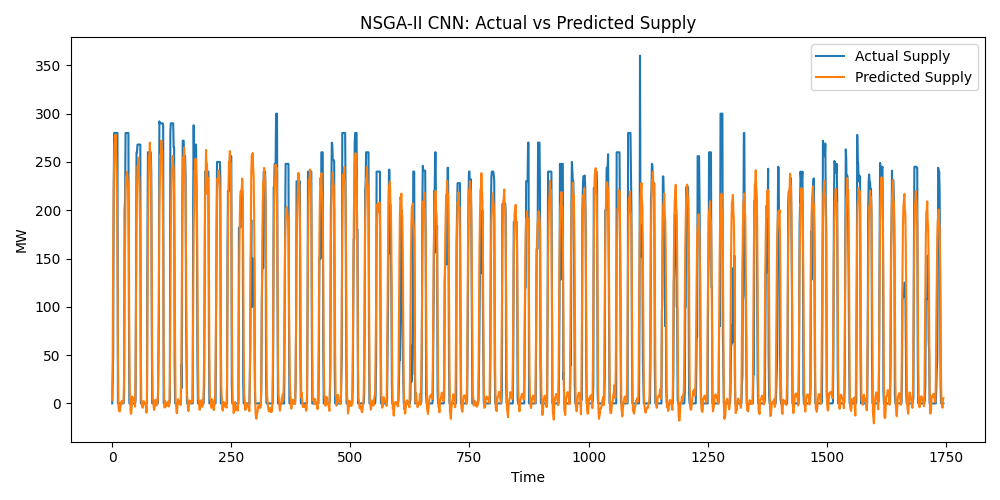 NSGA-II CNN: Actual vs Predicted Supply
Actual Supply
Predicted Supply
MW
350
300
250
200
150
100
50
0
0 250 500 750 1000 1250 1500 1750
Time